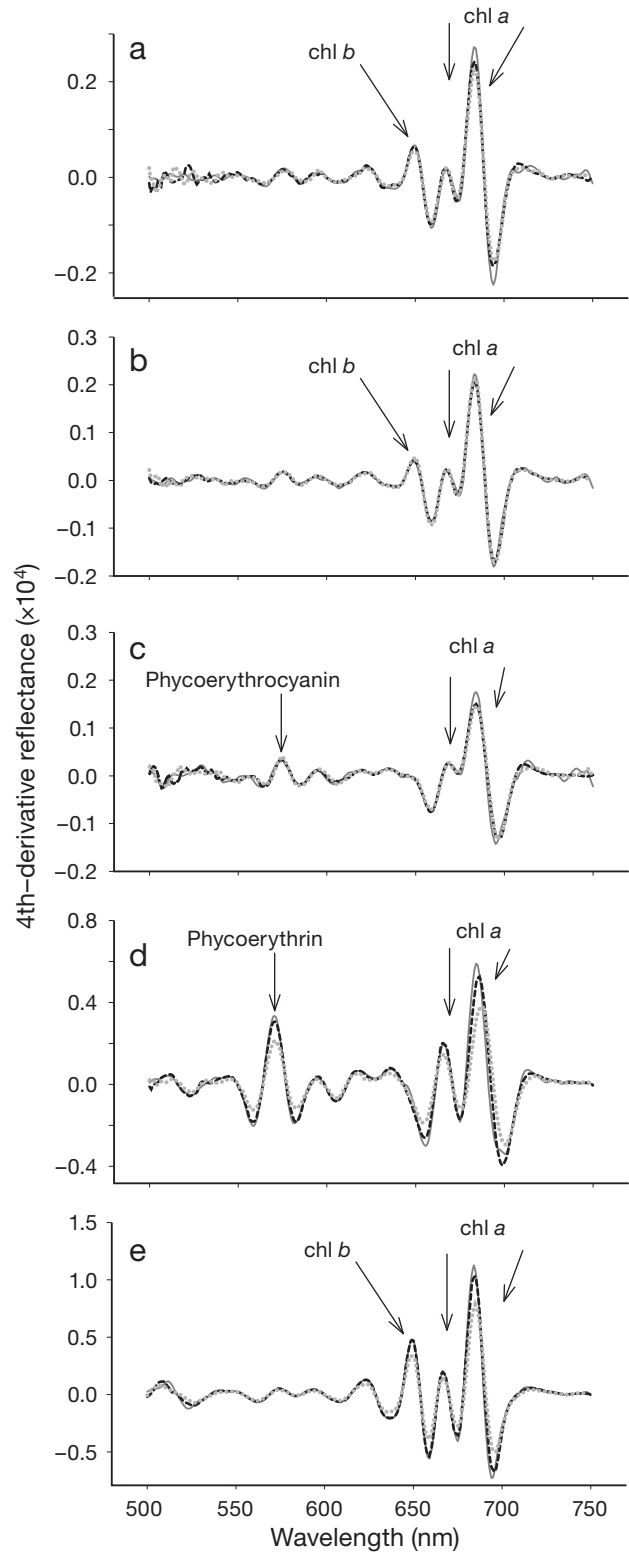 4th–derivative reflectance (×10⁴)
a
chl b
chl a
0.2
0.0
−0.2
b
chl b
chl a
0.3
0.2
0.1
0.0
−0.1
−0.2
c
Phycoerythrocyanin
chl a
0.3
0.2
0.1
0.0
−0.1
−0.2
d
Phycoerythrin
chl a
0.8
0.4
0.0
−0.4
e
chl b
chl a
1.5
1.0
0.5
0.0
−0.5
500 550 600 650 700 750
Wavelength (nm)